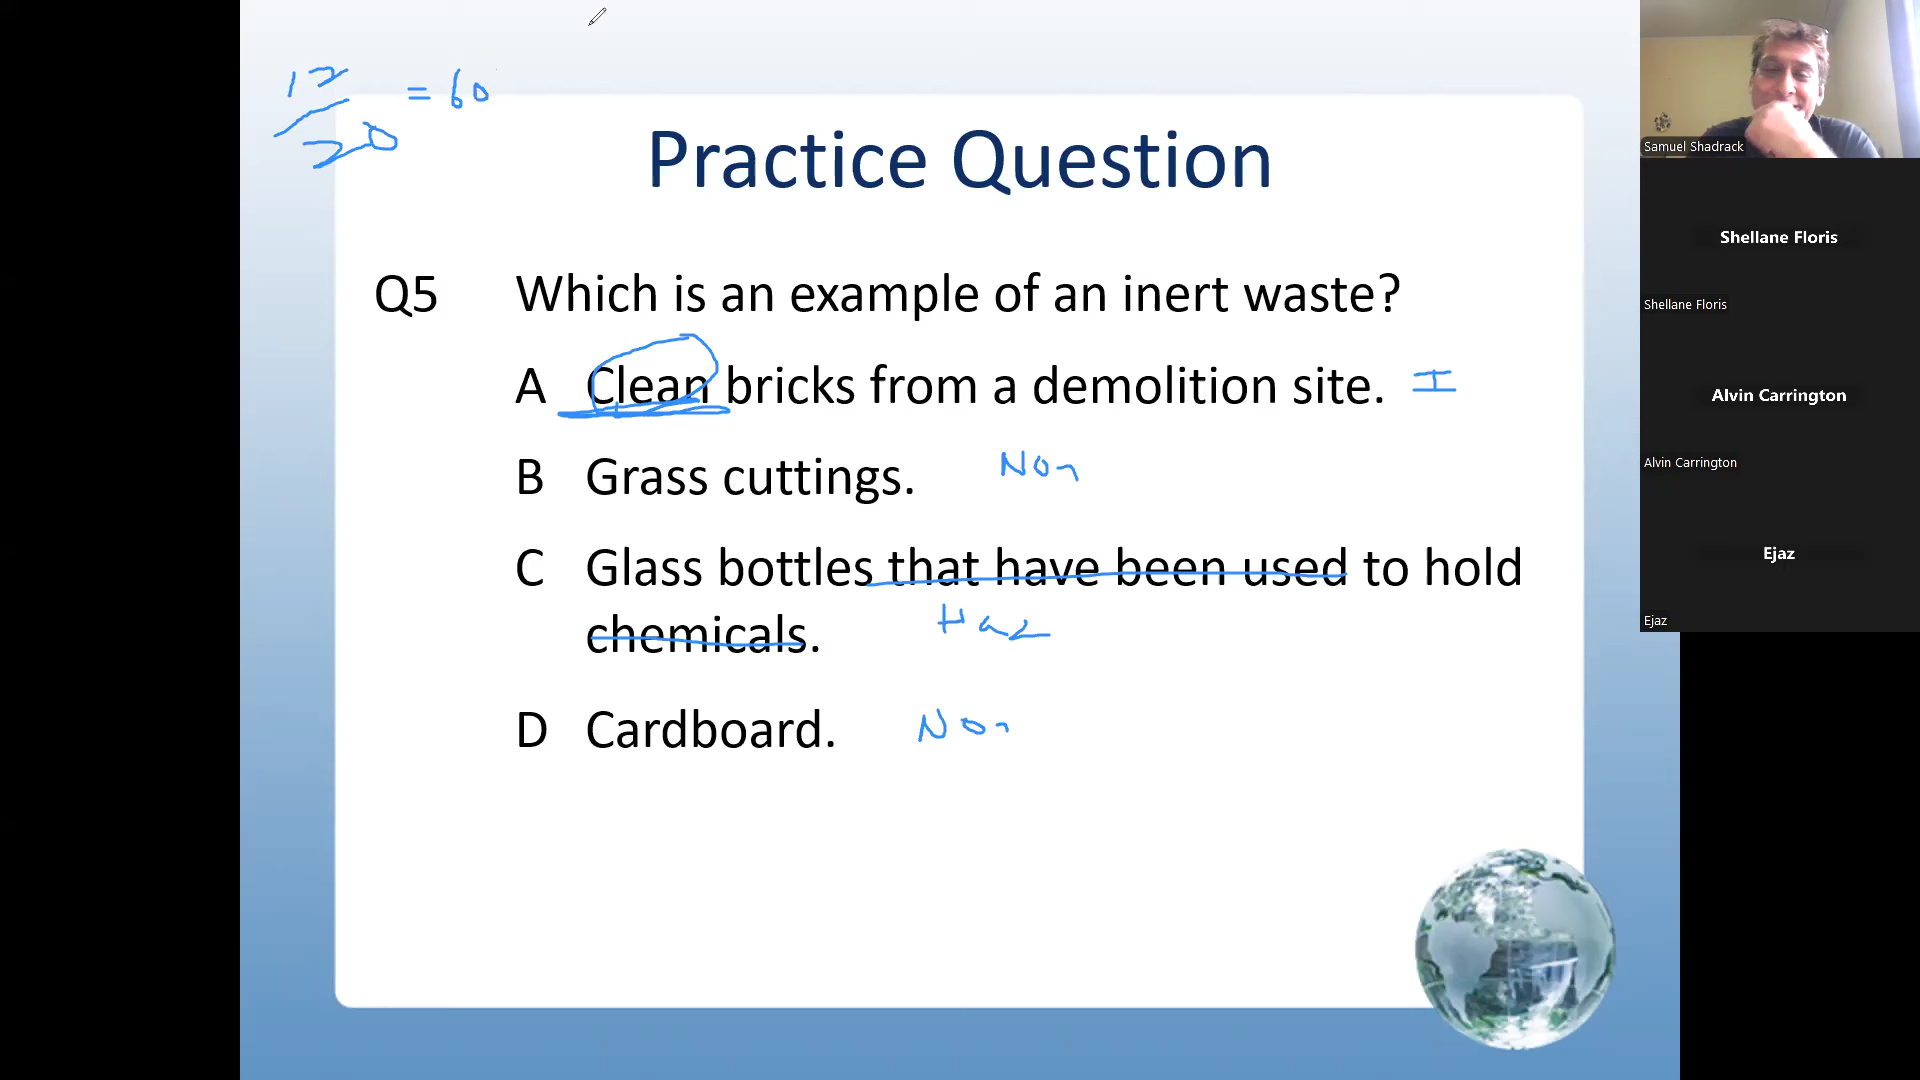 12
20
= 60
Practice Question
Q5 Which is an example of an inert waste?
A Clean bricks from a demolition site. I
B Grass cuttings. Non
C Glass bottles that have been used to hold
chemicals. Haz
D Cardboard. Non
Samuel Shadrack
Shellane Floris
Shellane Floris
Alvin Carrington
Alvin Carrington
Ejaz
Ejaz